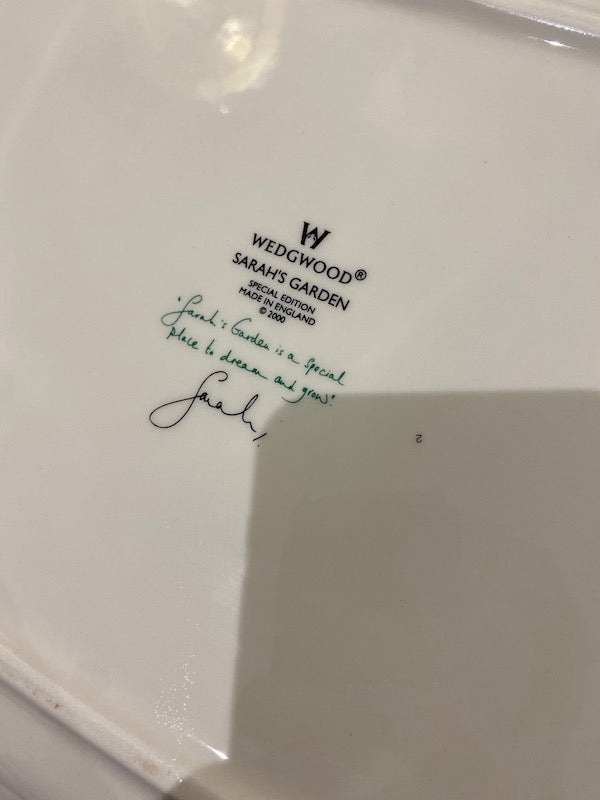 W
WEDGWOOD®
SARAH'S GARDEN
SPECIAL EDITION
MADE IN ENGLAND
© 2000
'Sarah's Garden is a special
place to dream and grow'
Sarah
2